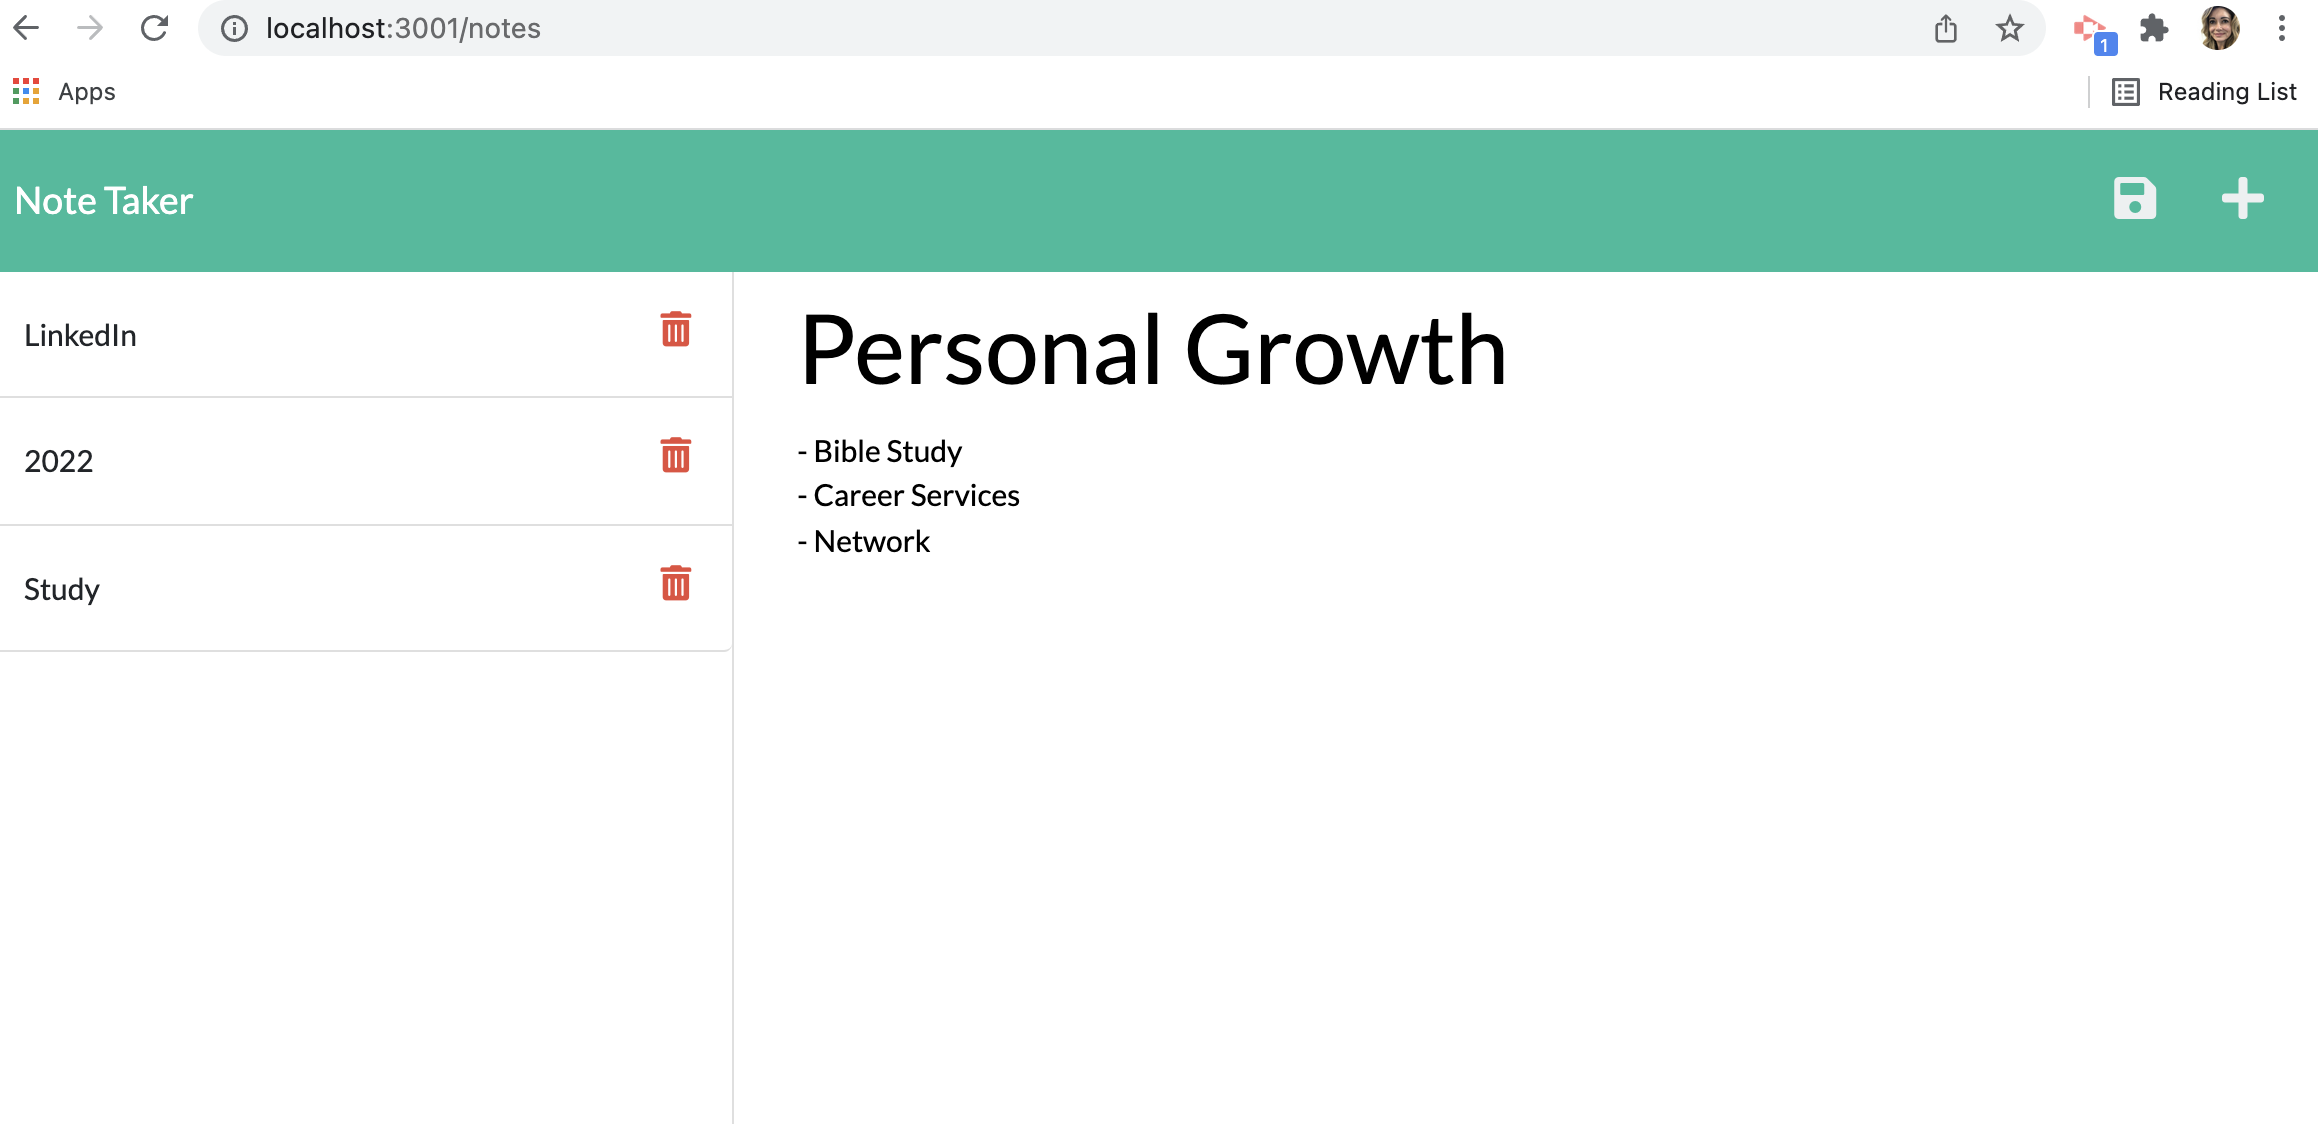 localhost:3001/notes
1
Apps
Reading List
Note Taker
LinkedIn
2022
Study
Personal Growth
- Bible Study
- Career Services
- Network